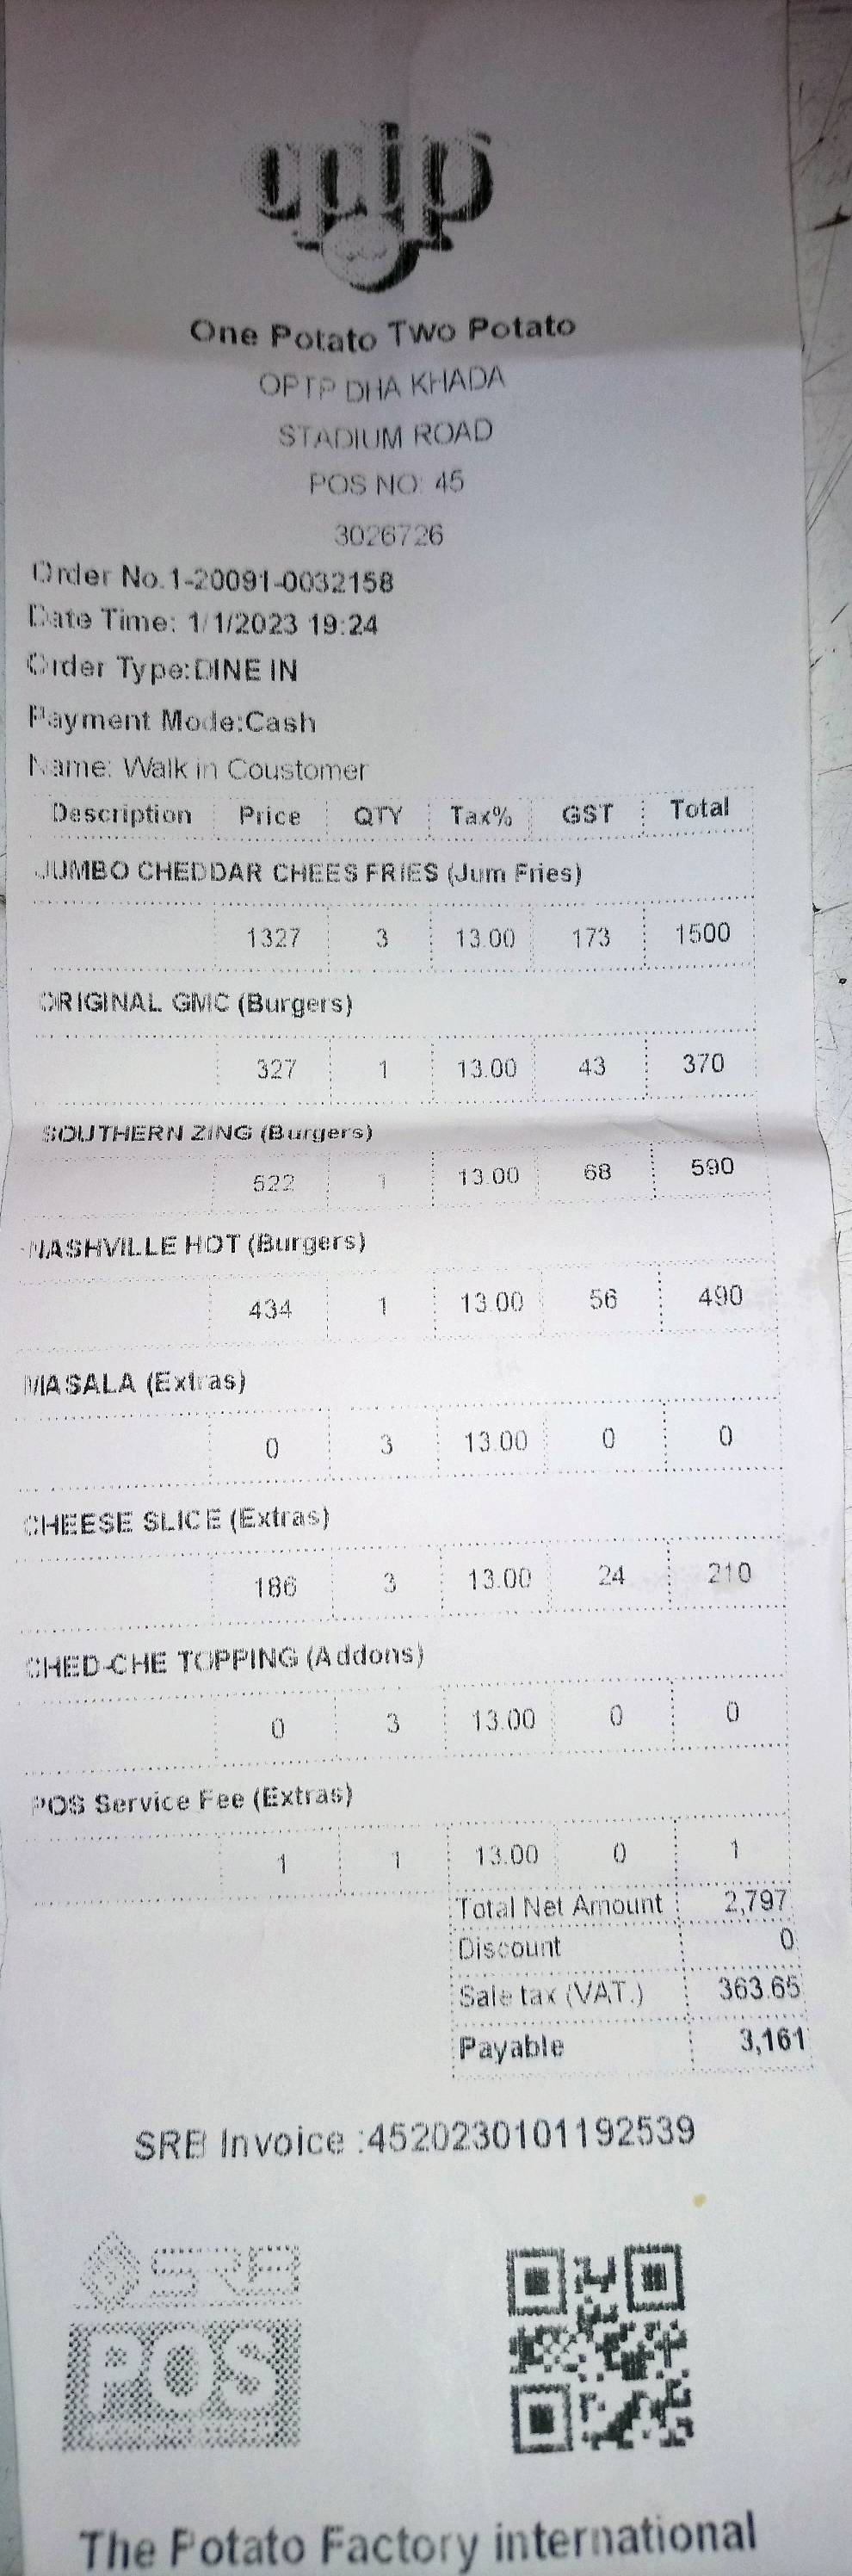 optp
One Potato Two Potato
OPTP DHA KHADA
STADIUM ROAD
POS NO: 45
3026726
Order No.1-20091-0032158
Date Time: 1/1/2023 19:24
Order Type:DINE IN
Payment Mode:Cash
Name: Walk in Coustomer
Description Price QTY Tax% GST Total
JUMBO CHEDDAR CHEES FRIES (Jum Fries)
1327 3 13.00 173 1500
ORIGINAL GMC (Burgers)
327 1 13.00 43 370
SOUTHERN ZING (Burgers)
522 1 13.00 68 590
NASHVILLE HOT (Burgers)
434 1 13.00 56 490
MASALA (Extras)
0 3 13.00 0 0
CHEESE SLICE (Extras)
186 3 13.00 24 210
CHED-CHE TOPPING (Addons)
0 3 13.00 0 0
POS Service Fee (Extras)
1 1 13.00 0 1
Total Net Amount 2,797
Discount 0
Sale tax (VAT.) 363.65
Payable 3,161
SRB Invoice :4520230101192539
SRB
POS
The Potato Factory international